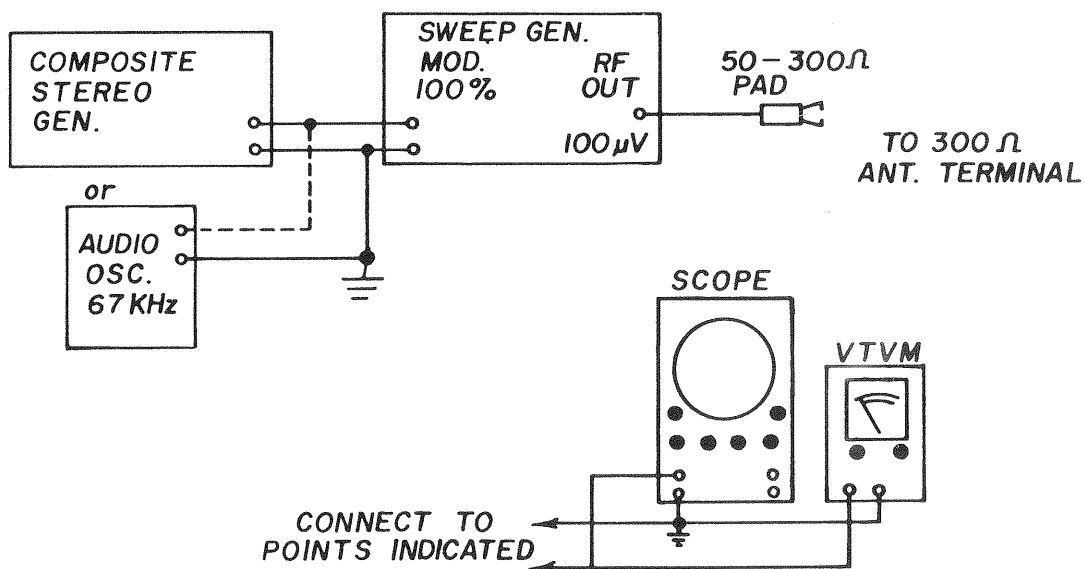 COMPOSITE
STEREO
GEN.
SWEEP GEN.
MOD.
100%
RF
OUT
100µV
50-300Ω
PAD
TO 300Ω
ANT. TERMINAL
or
AUDIO
OSC.
67KHz
SCOPE
VTVM
CONNECT TO
POINTS INDICATED